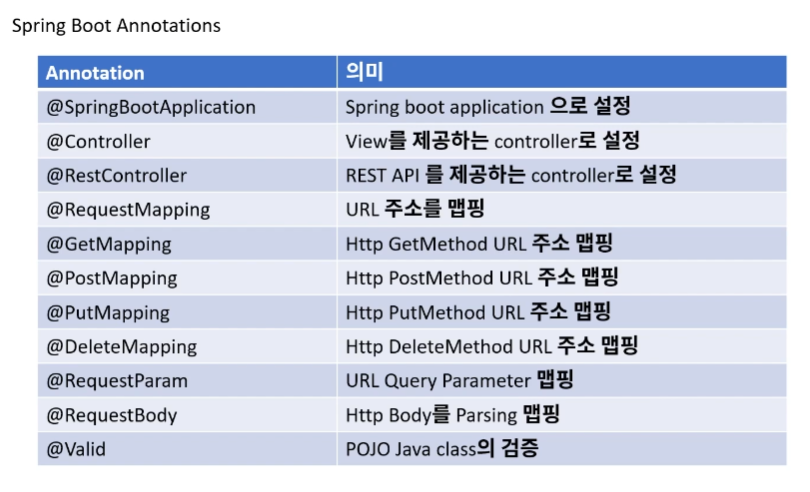 Spring Boot Annotations
Annotation 의미
@SpringBootApplication Spring boot application 으로 설정
@Controller View를 제공하는 controller로 설정
@RestController REST API 를 제공하는 controller로 설정
@RequestMapping URL 주소를 맵핑
@GetMapping Http GetMethod URL 주소 맵핑
@PostMapping Http PostMethod URL 주소 맵핑
@PutMapping Http PutMethod URL 주소 맵핑
@DeleteMapping Http DeleteMethod URL 주소 맵핑
@RequestParam URL Query Parameter 맵핑
@RequestBody Http Body를 Parsing 맵핑
@Valid POJO Java class의 검증